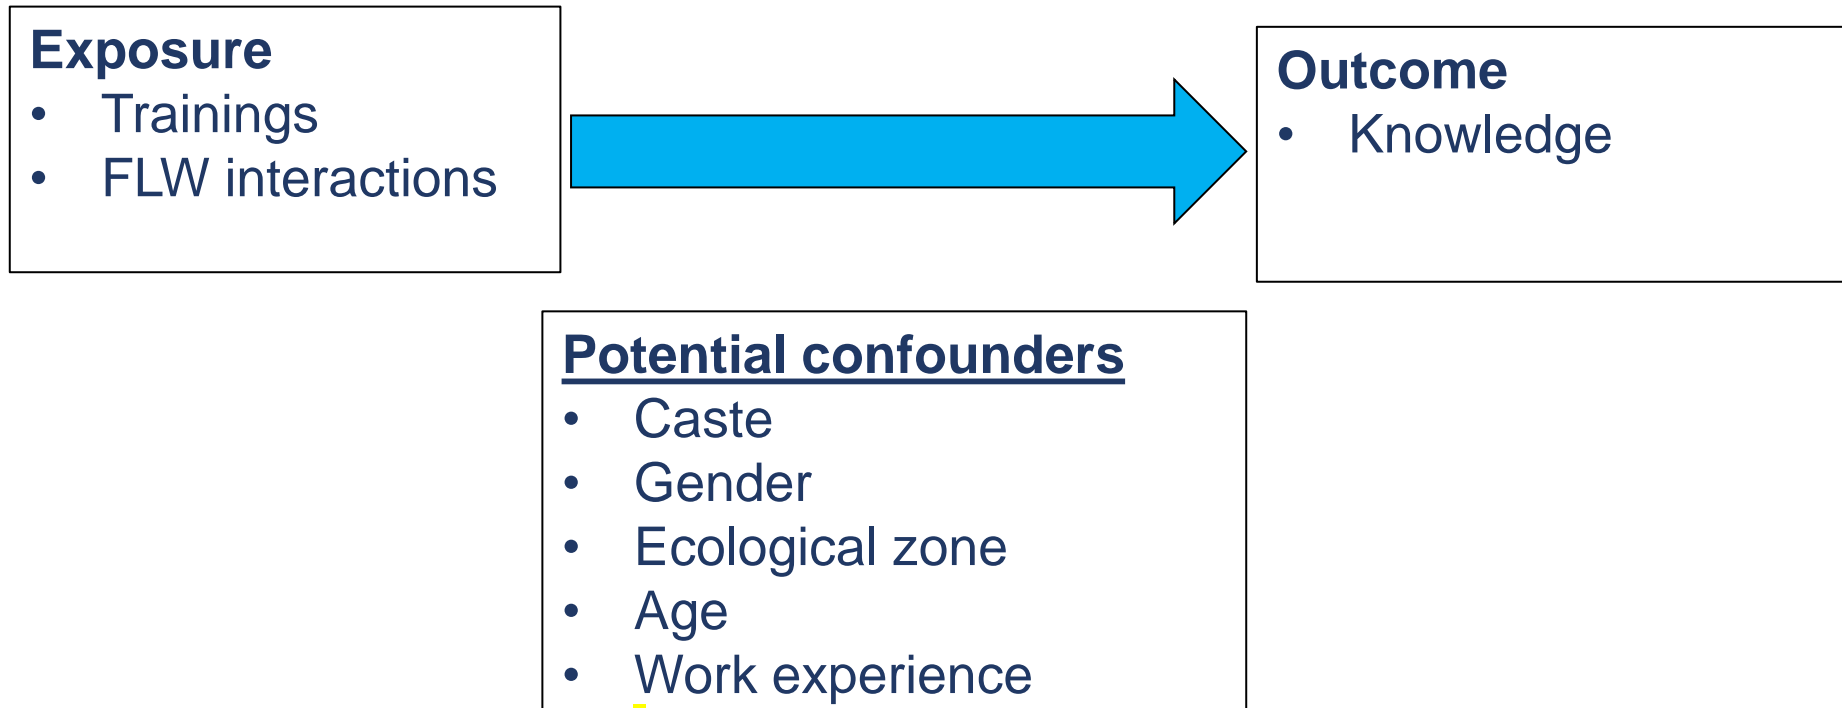 Exposure
• Trainings
• FLW interactions
Outcome
• Knowledge
Potential confounders
• Caste
• Gender
• Ecological zone
• Age
• Work experience